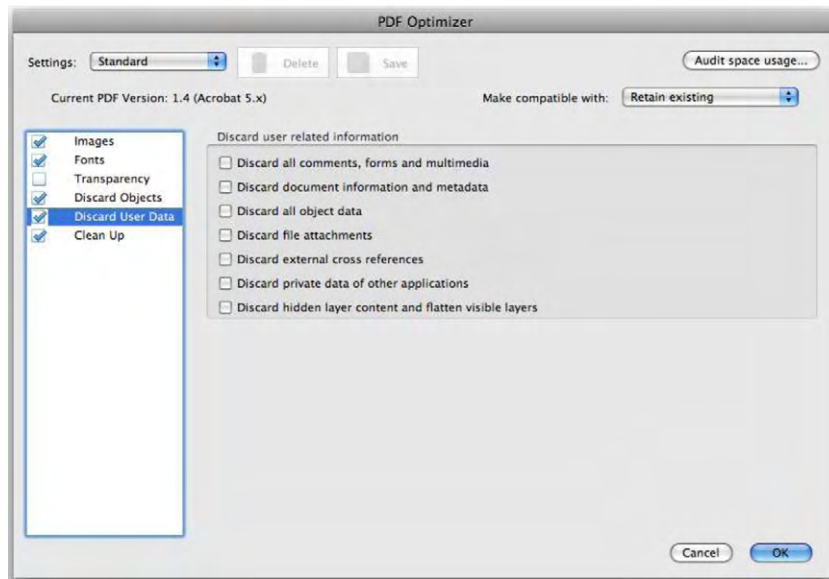 PDF Optimizer
Settings: Standard Delete Save Audit space usage...
Current PDF Version: 1.4 (Acrobat 5.x) Make compatible with: Retain existing
Images
Fonts
Transparency
Discard Objects
Discard User Data
Clean Up
Discard user related information
Discard all comments, forms and multimedia
Discard document information and metadata
Discard all object data
Discard file attachments
Discard external cross references
Discard private data of other applications
Discard hidden layer content and flatten visible layers
Cancel OK